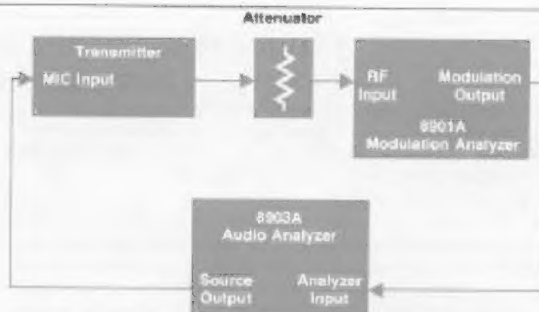 Attenuator
Transmitter
MIC Input
RF Input
Modulation Output
8901A
Modulation Analyzer
8903A
Audio Analyzer
Source Output
Analyzer Input